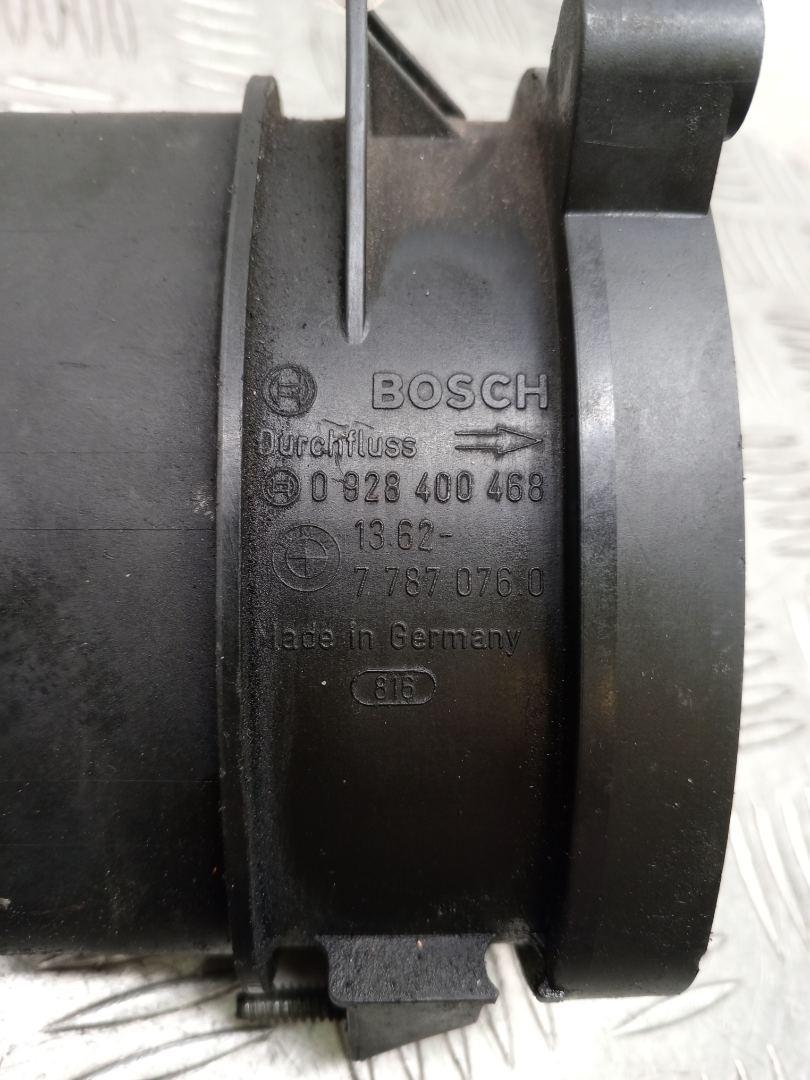 BOSCH
Durchfluss
0 928 400 468
13.62-
7 787 076.0
Made in Germany
816